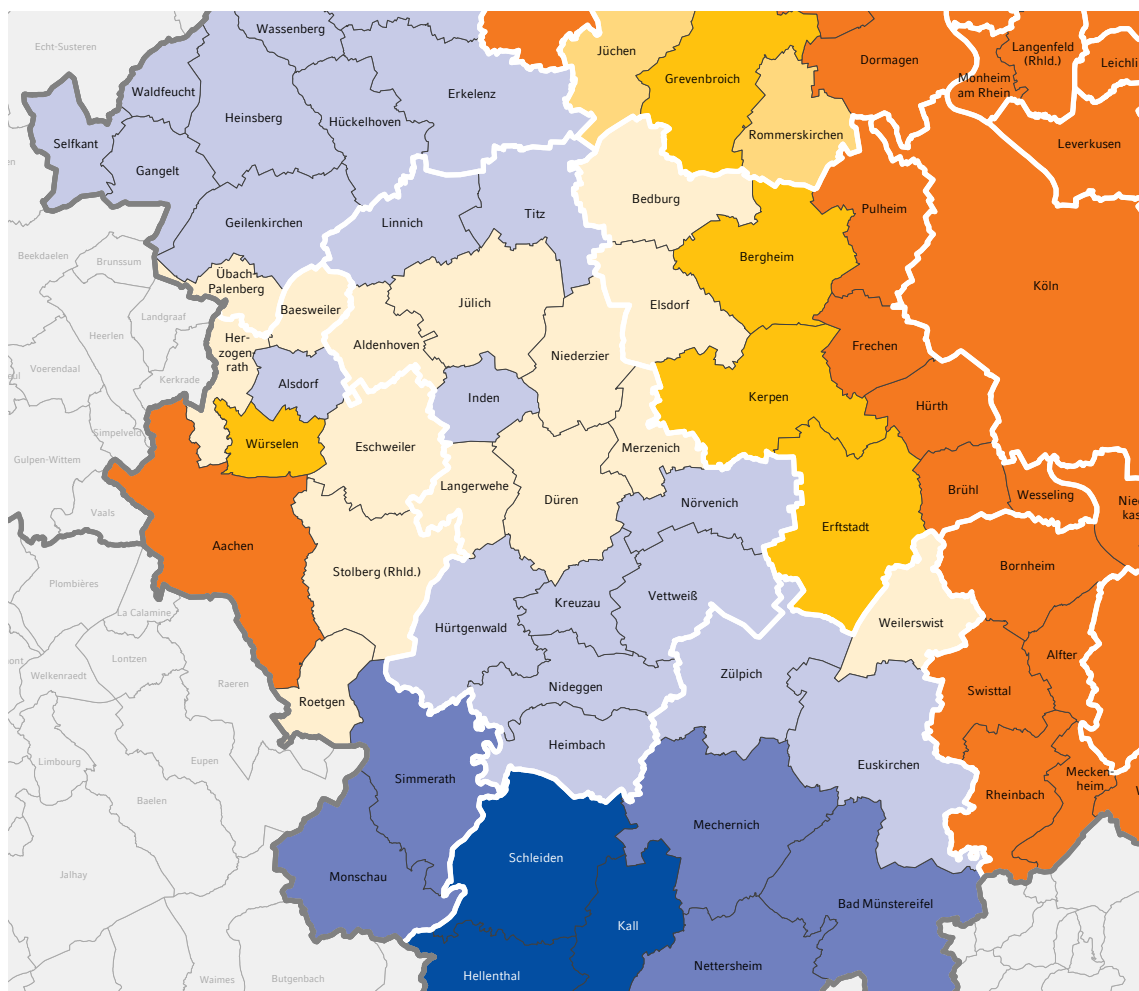 Echt-Susteren
Wassenberg
Jüchen
Grevenbroich
Dormagen
Langenfeld
(Rhld.)
Leichli
Monheim
am Rhein
Waldfeucht
Erkelenz
Heinsberg
Hückelhoven
Rommerskirchen
Leverkusen
Selfkant
Gangelt
Bedburg
Pulheim
Geilenkirchen
Linnich
Titz
Beekdaelen
Brunssum
Bergheim
Übach
Palenberg
Baesweiler
Jülich
Elsdorf
Köln
Landgraaf
Heerlen
Her-
zogen
rath
Aldenhoven
Niederzier
Frechen
Voerendaal
Kerkrade
Alsdorf
Inden
Kerpen
Hürth
Simpelveld
Würselen
Eschweiler
Merzenich
Gulpen-Wittem
Langerwehe
Düren
Nörvenich
Brühl
Wesseling
Nie
kas
Vaals
Aachen
Erftstadt
Stolberg (Rhld.)
Bornheim
Plombières
Kreuzau
Vettweiß
La Calamine
Hürtgenwald
Weilerswist
Lontzen
Alfter
Welkenraedt
Raeren
Zülpich
Nideggen
Swisttal
Roetgen
Heimbach
Limbourg
Eupen
Euskirchen
Simmerath
Mecken-
heim
Rheinbach
Baelen
Mechernich
Schleiden
Jalhay
Monschau
Bad Münstereifel
Kall
Nettersheim
Hellenthal
Waimes
Butgenbach